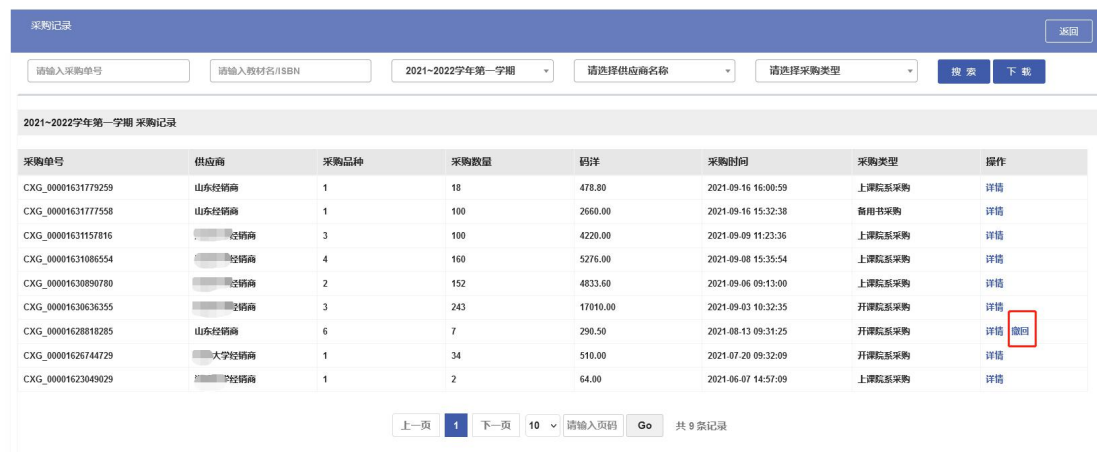 采购记录
返回
请输入采购单号 请输入教材名/ISBN 2021~2022学年第一学期 请选择供应商名称 请选择采购类型 搜 索 下 载
2021~2022学年第一学期 采购记录
采购单号 供应商 采购品种 采购数量 码洋 采购时间 采购类型 操作
CXG_00001631779259 山东经销商 1 18 478.80 2021-09-16 16:00:59 上课院系采购 详情
CXG_00001631777558 山东经销商 1 100 2660.00 2021-09-16 15:32:38 备用书采购 详情
CXG_00001631157816 经销商 3 100 4220.00 2021-09-09 11:23:36 上课院系采购 详情
CXG_00001631086554 经销商 4 160 5276.00 2021-09-08 15:35:54 上课院系采购 详情
CXG_00001630890780 经销商 2 152 4833.60 2021-09-06 09:13:00 上课院系采购 详情
CXG_00001630636355 经销商 3 243 17010.00 2021-09-03 10:32:35 开课院系采购 详情
CXG_00001628818285 山东经销商 6 7 290.50 2021-08-13 09:31:25 开课院系采购 详情 撤回
CXG_00001626744729 大学经销商 1 34 510.00 2021-07-20 09:32:09 开课院系采购 详情
CXG_00001623049029 经销商 1 2 64.00 2021-06-07 14:57:09 上课院系采购 详情
上一页 1 下一页 10 请输入页码 Go 共 9 条记录